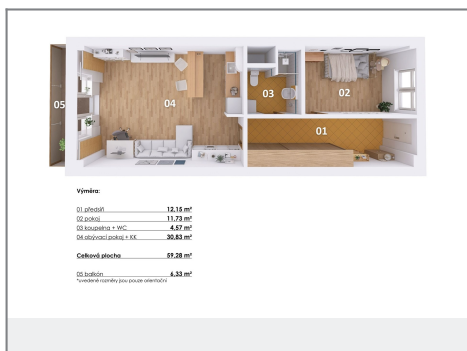 05
04
03
02
01
Výměra:
01 předsíň 12,15 m²
02 pokoj 11,73 m²
03 koupelna + WC 4,57 m²
04 obývací pokoj + KK 30,83 m²
Celková plocha 59,28 m²
05 balkón 6,33 m²
*uvedené rozměry jsou pouze orientační